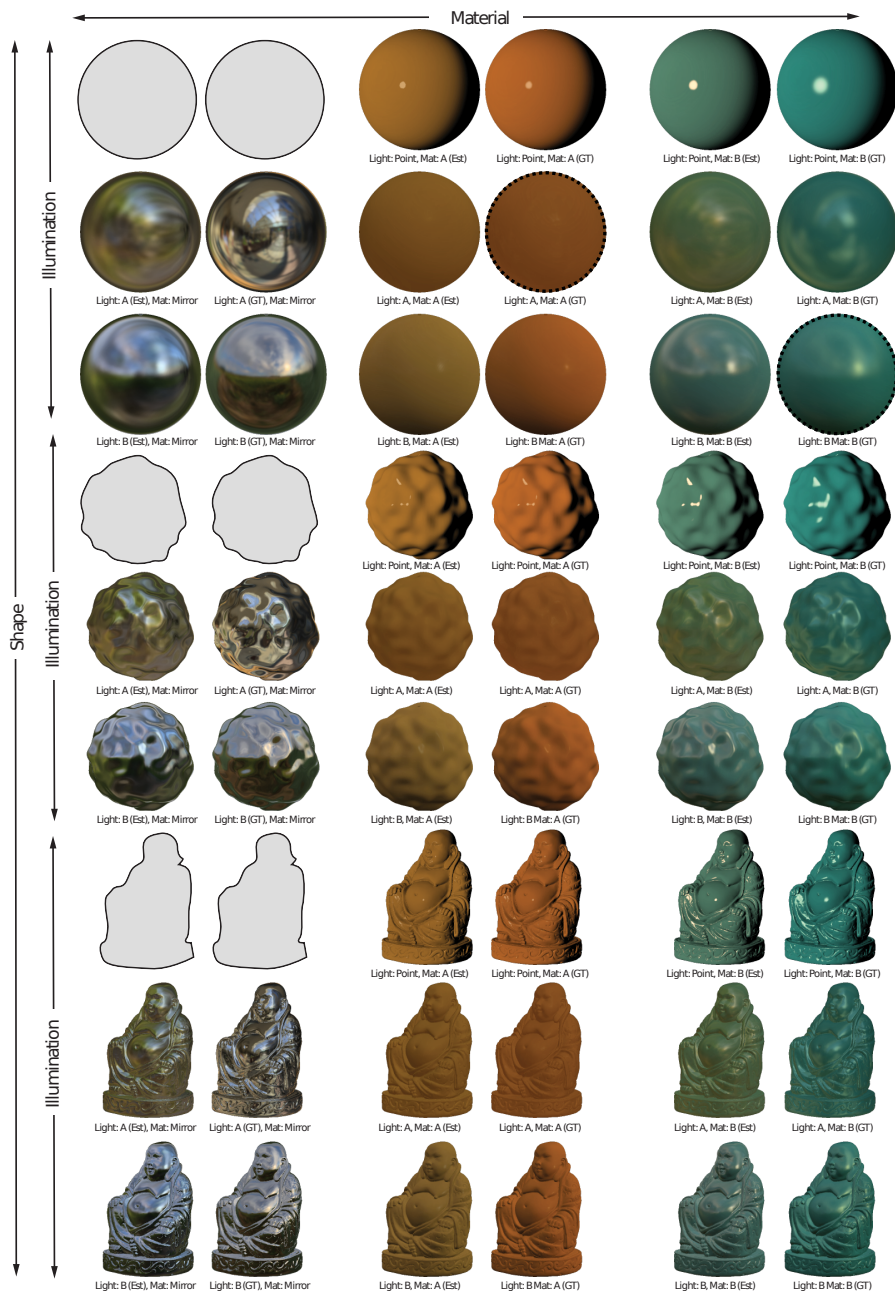 Material
Shape
Illumination
Light: Point, Mat: A (Est)
Light: Point, Mat: A (GT)
Light: Point, Mat: B (Est)
Light: Point, Mat: B (GT)
Light: A (Est), Mat: Mirror
Light: A (GT), Mat: Mirror
Light: A, Mat: A (Est)
Light: A, Mat: A (GT)
Light: A, Mat: B (Est)
Light: A, Mat: B (GT)
Light: B (Est), Mat: Mirror
Light: B (GT), Mat: Mirror
Light: B, Mat: A (Est)
Light: B Mat: A (GT)
Light: B, Mat: B (Est)
Light: B Mat: B (GT)
Illumination
Light: Point, Mat: A (Est)
Light: Point, Mat: A (GT)
Light: Point, Mat: B (Est)
Light: Point, Mat: B (GT)
Light: A (Est), Mat: Mirror
Light: A (GT), Mat: Mirror
Light: A, Mat: A (Est)
Light: A, Mat: A (GT)
Light: A, Mat: B (Est)
Light: A, Mat: B (GT)
Light: B (Est), Mat: Mirror
Light: B (GT), Mat: Mirror
Light: B, Mat: A (Est)
Light: B Mat: A (GT)
Light: B, Mat: B (Est)
Light: B Mat: B (GT)
Illumination
Light: Point, Mat: A (Est)
Light: Point, Mat: A (GT)
Light: Point, Mat: B (Est)
Light: Point, Mat: B (GT)
Light: A (Est), Mat: Mirror
Light: A (GT), Mat: Mirror
Light: A, Mat: A (Est)
Light: A, Mat: A (GT)
Light: A, Mat: B (Est)
Light: A, Mat: B (GT)
Light: B (Est), Mat: Mirror
Light: B (GT), Mat: Mirror
Light: B, Mat: A (Est)
Light: B Mat: A (GT)
Light: B, Mat: B (Est)
Light: B Mat: B (GT)